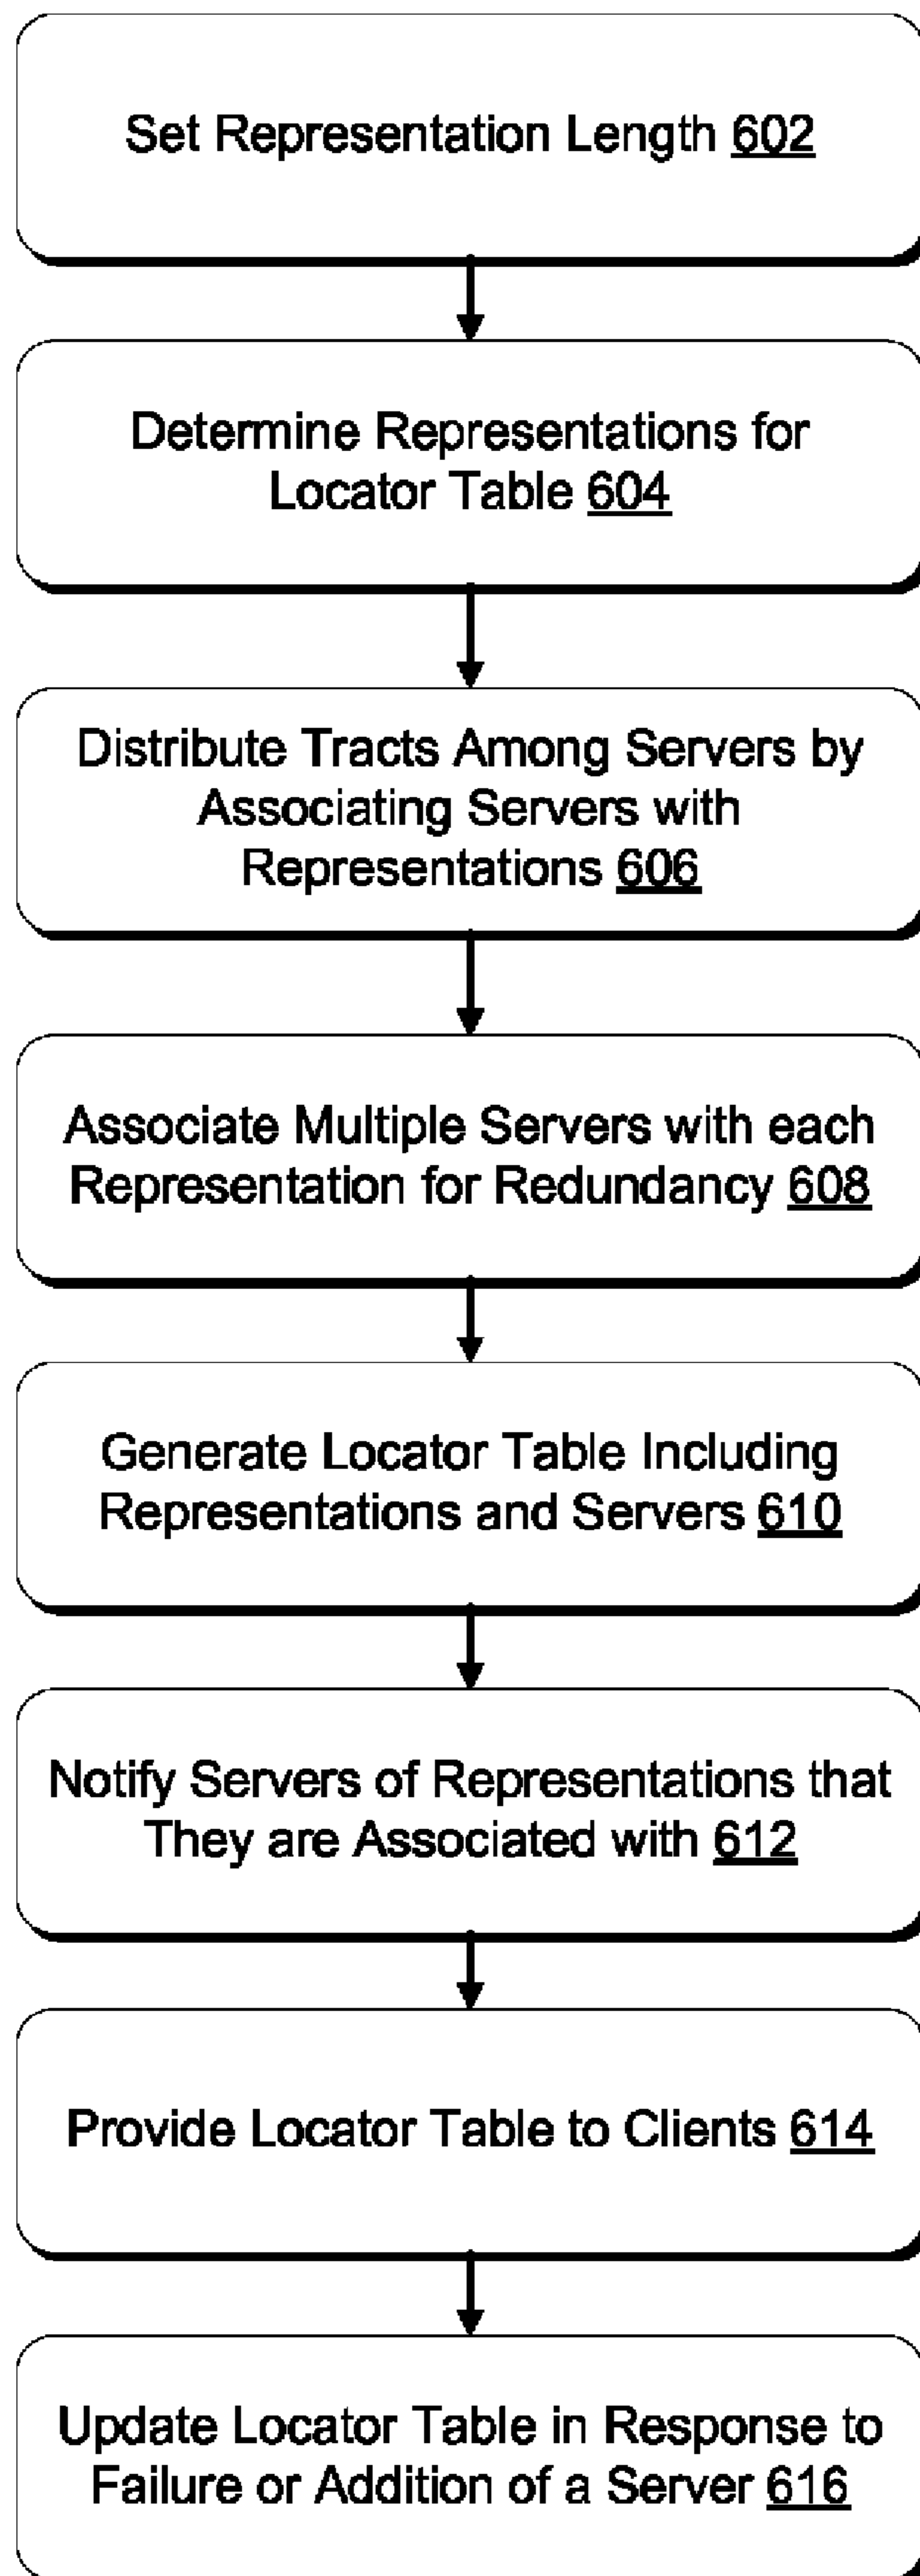 Set Representation Length 602
Determine Representations for
Locator Table 604
Distribute Tracts Among Servers by
Associating Servers with
Representations 606
Associate Multiple Servers with each
Representation for Redundancy 608
Generate Locator Table Including
Representations and Servers 610
Notify Servers of Representations that
They are Associated with 612
Provide Locator Table to Clients 614
Update Locator Table in Response to
Failure or Addition of a Server 616